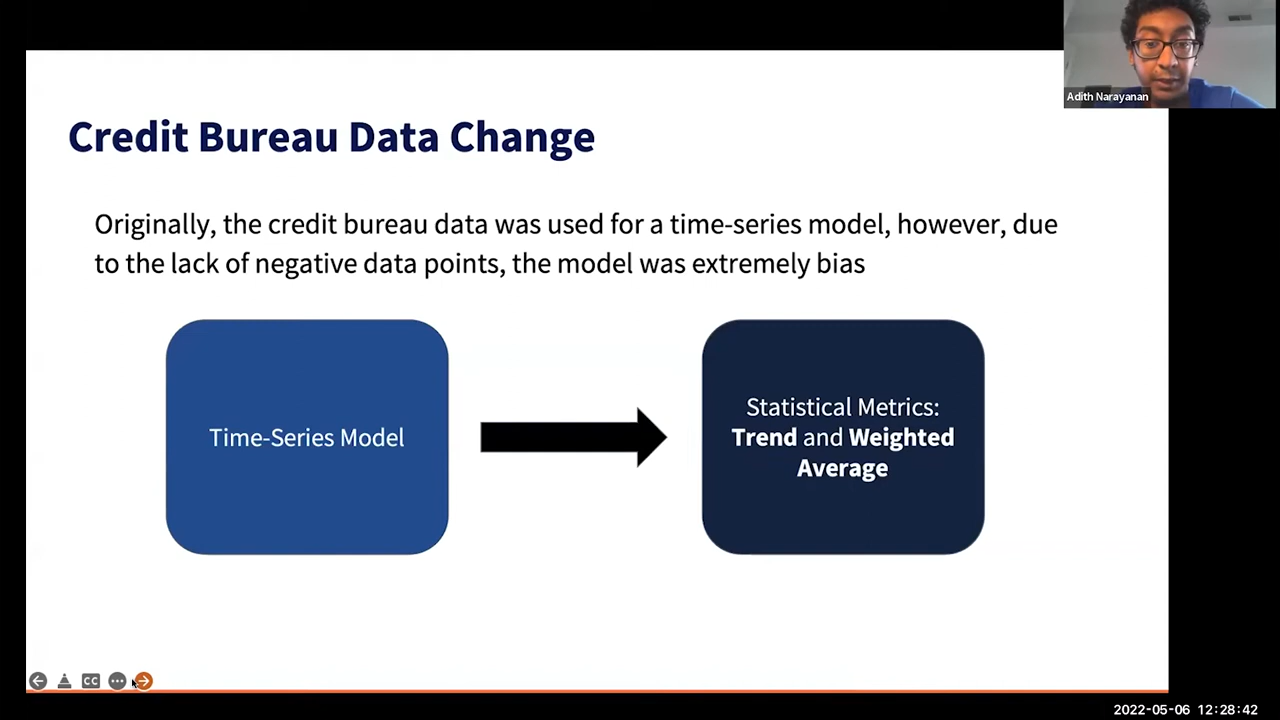 Adith Narayanan
Credit Bureau Data Change
Originally, the credit bureau data was used for a time-series model, however, due
to the lack of negative data points, the model was extremely bias
Time-Series Model
Statistical Metrics:
Trend and Weighted
Average
CC
2022-05-06 12:28:42